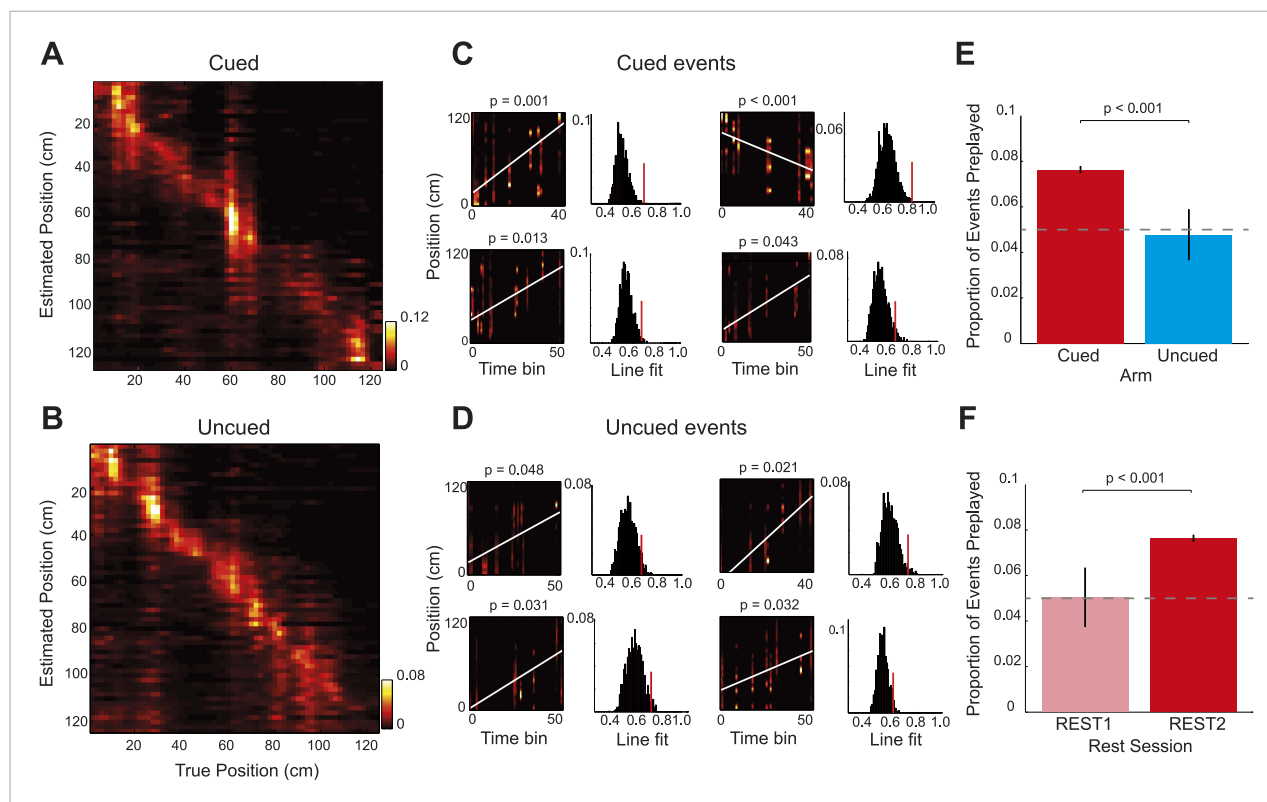 A
Cued
Estimated Position (cm)
20
40
60
80
100
120
0.12
0
20 40 60 80 100 120
B
Uncued
Estimated Position (cm)
20
40
60
80
100
120
0.08
0
20 40 60 80 100 120
True Position (cm)
C
Cued events
p = 0.001
120
0
0 40
0.1
0.4 0.6 0.8 1.0
p < 0.001
0 40
0.06
0.4 0.6 0.81.0
Positiion (cm)
p = 0.013
120
0
0 50
Time bin
0.1
0.4 0.6 0.8 1.0
Line fit
p = 0.043
0 50
Time bin
0.08
0.4 0.6 0.8 1.0
Line fit
D
Uncued events
p = 0.048
120
0
0 50
0.08
0.4 0.6 0.8 1.0
p = 0.021
0 40
0.08
0.4 0.6 0.8 1.0
Positiion (cm)
p = 0.031
120
0
0 50
Time bin
0.08
0.4 0.6 0.81.0
Line fit
p = 0.032
0 50
Time bin
0.1
0.4 0.6 0.8 1.0
Line fit
E
Proportion of Events Preplayed
0.1
0.08
0.06
0.04
0.02
0
p < 0.001
Cued Uncued
Arm
F
Proportion of Events Preplayed
0.1
0.08
0.06
0.04
0.02
0
p < 0.001
REST1 REST2
Rest Session